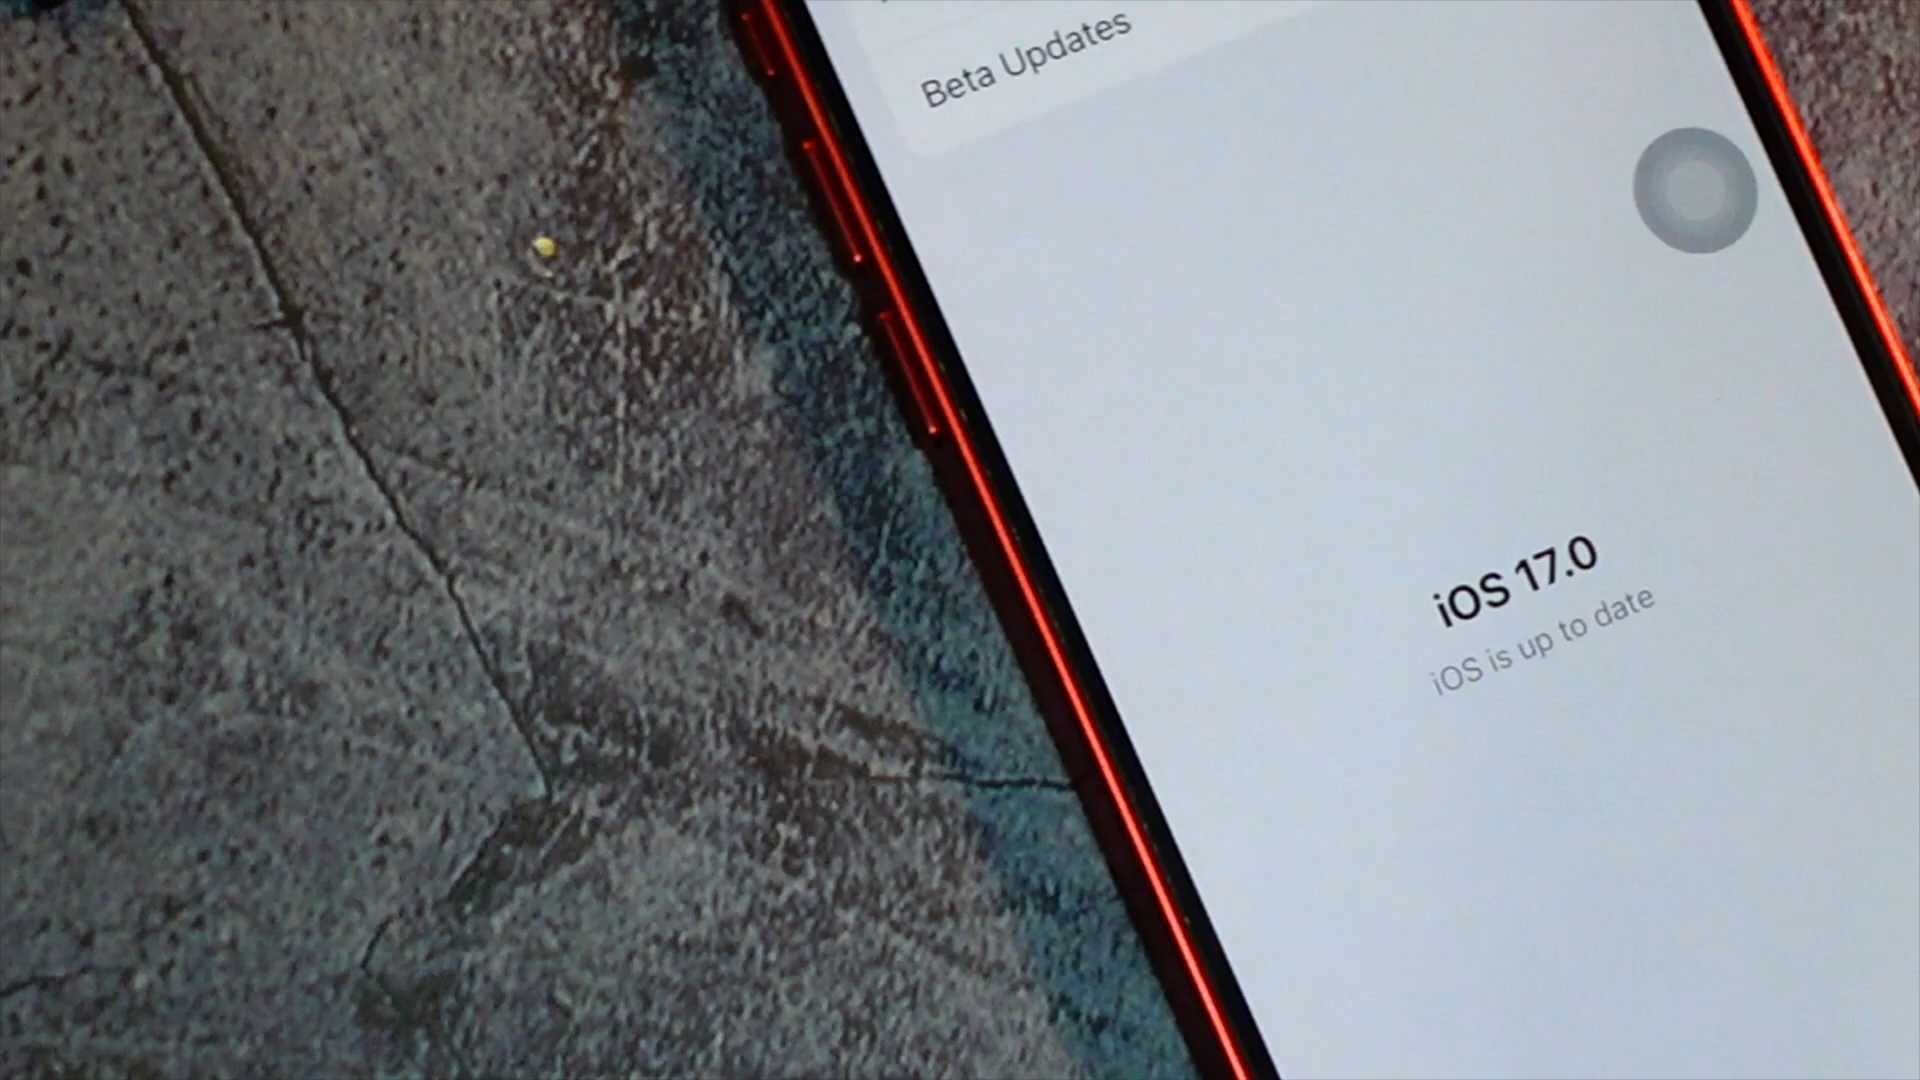 Beta Updates
iOS 17.0
iOS is up to date